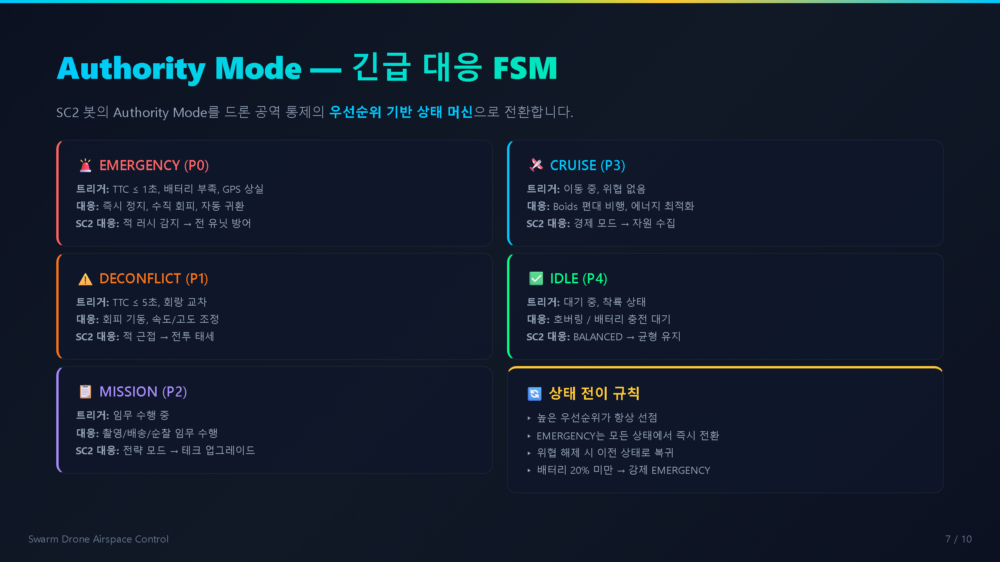 Authority Mode — 긴급 대응 FSM
SC2 봇의 Authority Mode를 드론 공역 통제의 우선순위 기반 상태 머신으로 전환합니다.
EMERGENCY (P0)
트리거: TTC ≤ 1초, 배터리 부족, GPS 상실
대응: 즉시 정지, 수직 회피, 자동 귀환
SC2 대응: 적 러시 감지 → 전 유닛 방어
DECONFLICT (P1)
트리거: TTC ≤ 5초, 회랑 교차
대응: 회피 기동, 속도/고도 조정
SC2 대응: 적 근접 → 전투 태세
MISSION (P2)
트리거: 임무 수행 중
대응: 촬영/배송/순찰 임무 수행
SC2 대응: 전략 모드 → 테크 업그레이드
CRUISE (P3)
트리거: 이동 중, 위협 없음
대응: Boids 편대 비행, 에너지 최적화
SC2 대응: 경제 모드 → 자원 수집
IDLE (P4)
트리거: 대기 중, 착륙 상태
대응: 호버링 / 배터리 충전 대기
SC2 대응: BALANCED → 균형 유지
상태 전이 규칙
▸ 높은 우선순위가 항상 선점
▸ EMERGENCY는 모든 상태에서 즉시 전환
▸ 위협 해제 시 이전 상태로 복귀
▸ 배터리 20% 미만 → 강제 EMERGENCY
Swarm Drone Airspace Control
7 / 10